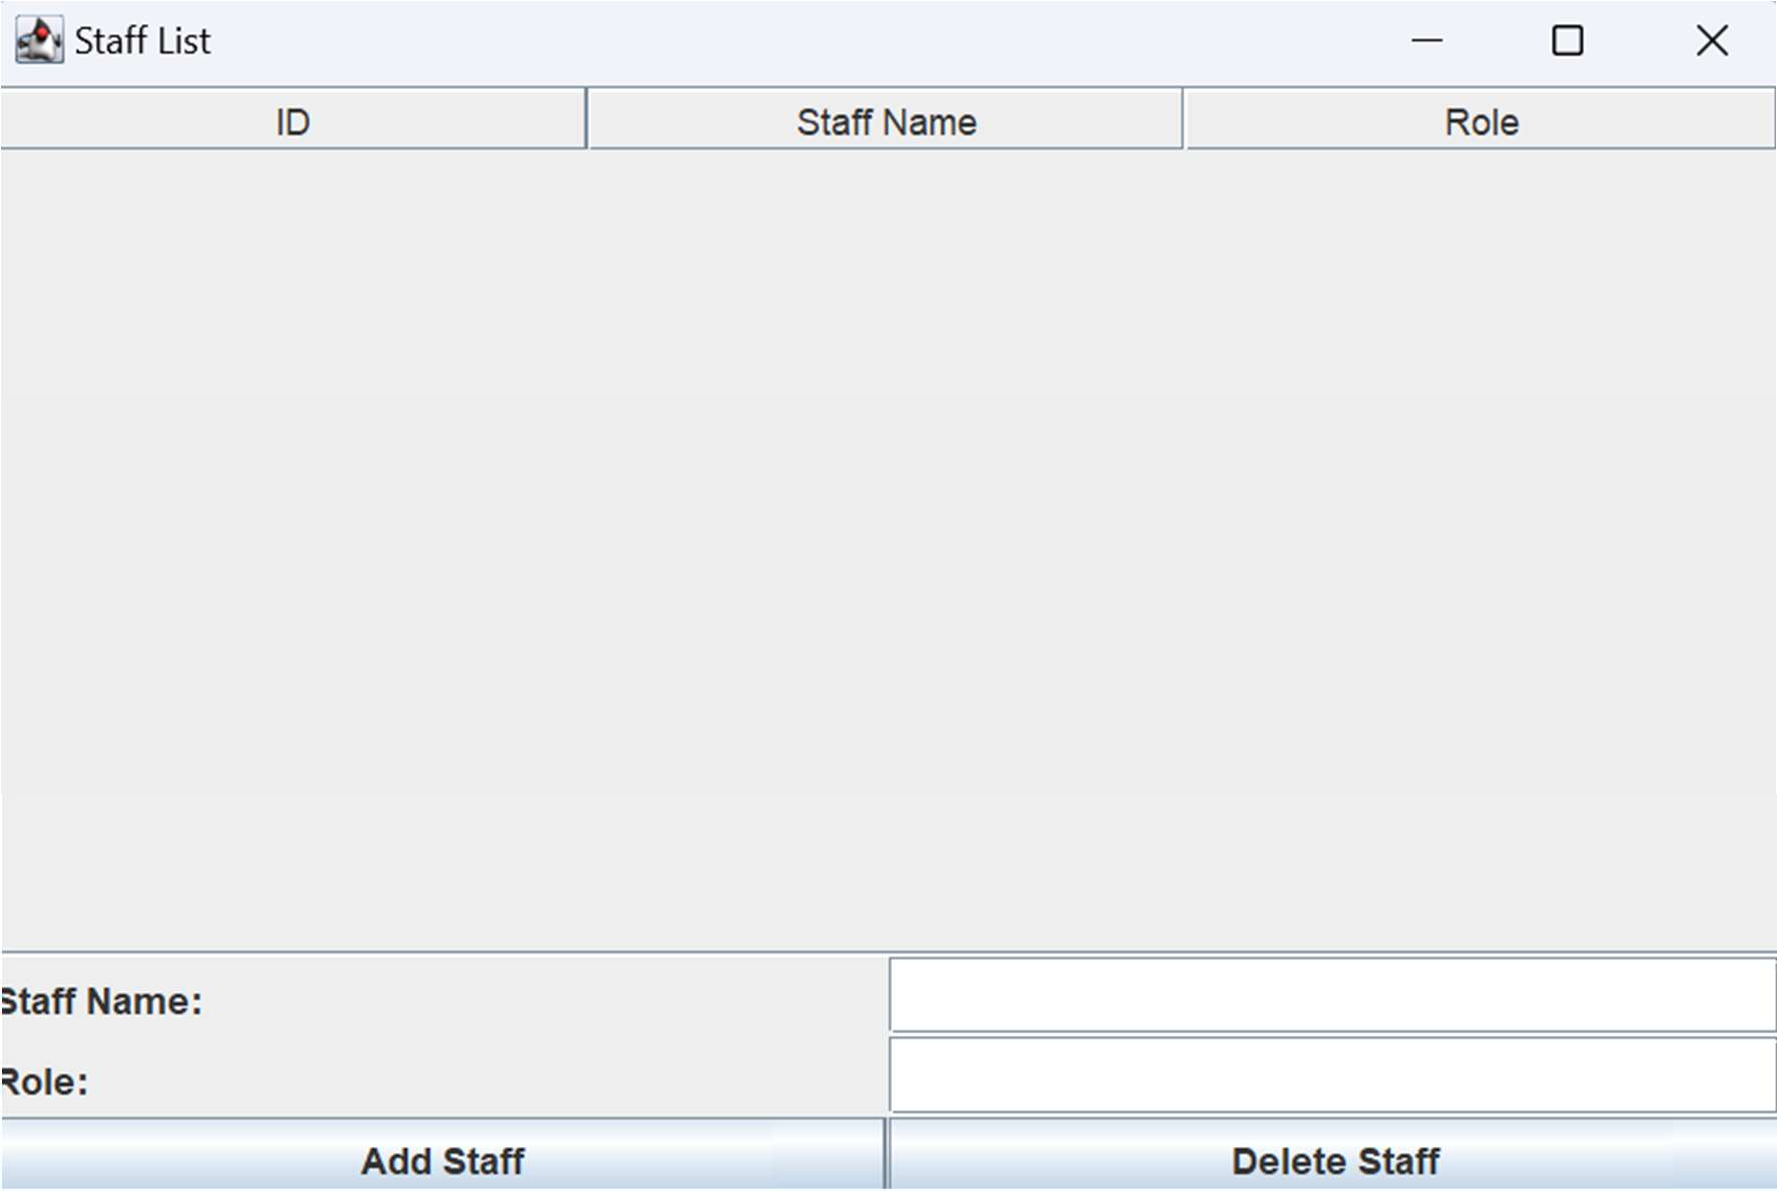 Staff List
ID Staff Name Role
Staff Name:
Role:
Add Staff Delete Staff